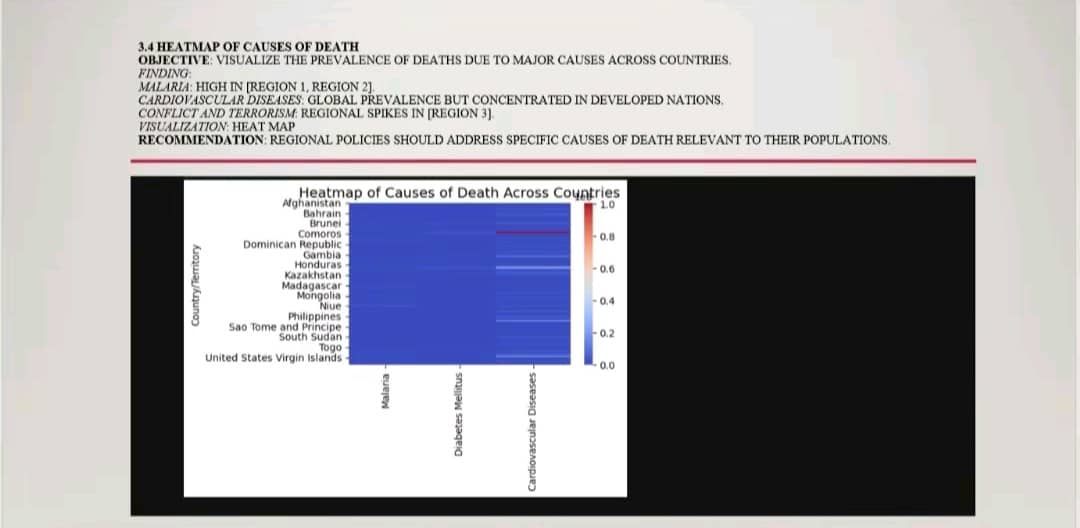 3.4 HEATMAP OF CAUSES OF DEATH
OBJECTIVE: VISUALIZE THE PREVALENCE OF DEATHS DUE TO MAJOR CAUSES ACROSS COUNTRIES.
FINDING:
MALARIA: HIGH IN [REGION 1, REGION 2].
CARDIOVASCULAR DISEASES: GLOBAL PREVALENCE BUT CONCENTRATED IN DEVELOPED NATIONS.
CONFLICT AND TERRORISM: REGIONAL SPIKES IN [REGION 3].
VISUALIZATION: HEAT MAP
RECOMMENDATION: REGIONAL POLICIES SHOULD ADDRESS SPECIFIC CAUSES OF DEATH RELEVANT TO THEIR POPULATIONS.
Heatmap of Causes of Death Across Countries
Country/Territory
Afghanistan
Bahrain
Brunei
Comoros
Dominican Republic
Gambia
Honduras
Kazakhstan
Madagascar
Mongolia
Niue
Philippines
Sao Tome and Principe
South Sudan
Togo
United States Virgin Islands
Malaria
Diabetes Mellitus
Cardiovascular Diseases
1.0
0.8
0.6
0.4
0.2
0.0